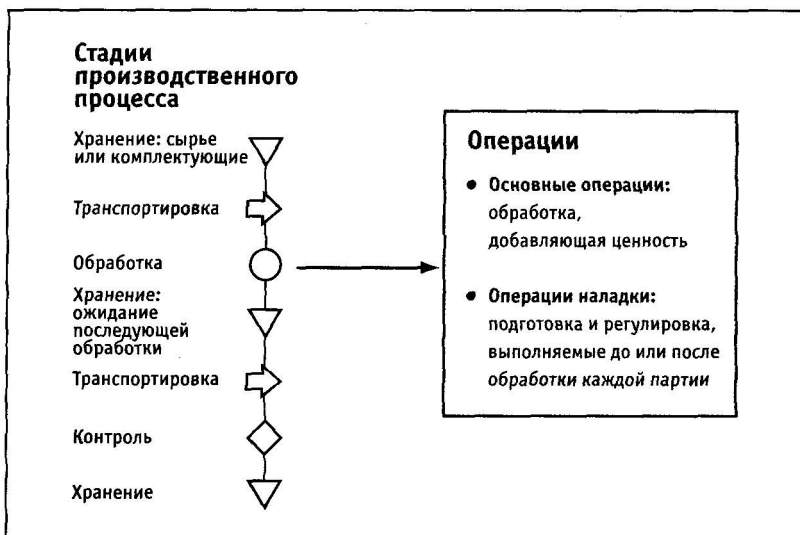 Стадии
производственного
процесса
Хранение: сырье
или комплектующие
Транспортировка
Обработка
Хранение:
ожидание
последующей
обработки
Транспортировка
Контроль
Хранение
Операции
• Основные операции:
обработка,
добавляющая ценность
• Операции наладки:
подготовка и регулировка,
выполняемые до или после
обработки каждой партии